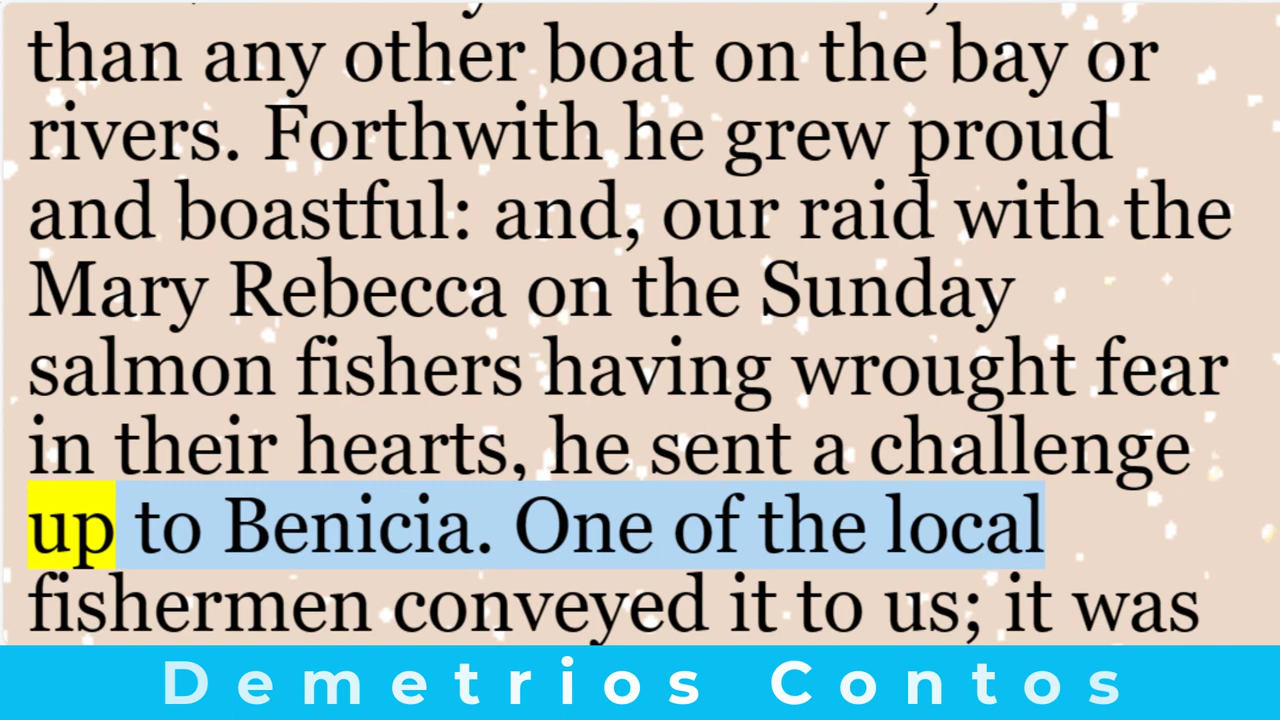 than any other boat on the bay or
rivers. Forthwith he grew proud
and boastful: and, our raid with the
Mary Rebecca on the Sunday
salmon fishers having wrought fear
in their hearts, he sent a challenge
up to Benicia. One of the local
fishermen conveyed it to us; it was
Demetrios Contos